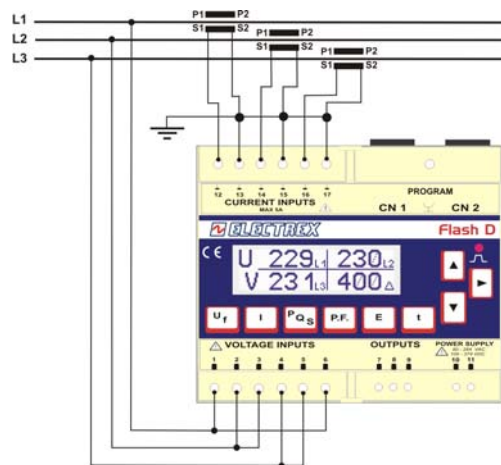 L1
L2
L3
P1 P2
S1 S2
P1 P2
S1 S2
P1 P2
S1 S2
12 13 14 15 16 17
CURRENT INPUTS
MAX 5A
PROGRAM
CN 1 CN 2
ELECTREX
Flash D
CE
U 229 L1 230 L2
V 231 L3 400 Δ
Uf I PQS P.F. E t
VOLTAGE INPUTS
OUTPUTS
POWER SUPPLY
1 2 3 4 5 6
7 8 9
10 11